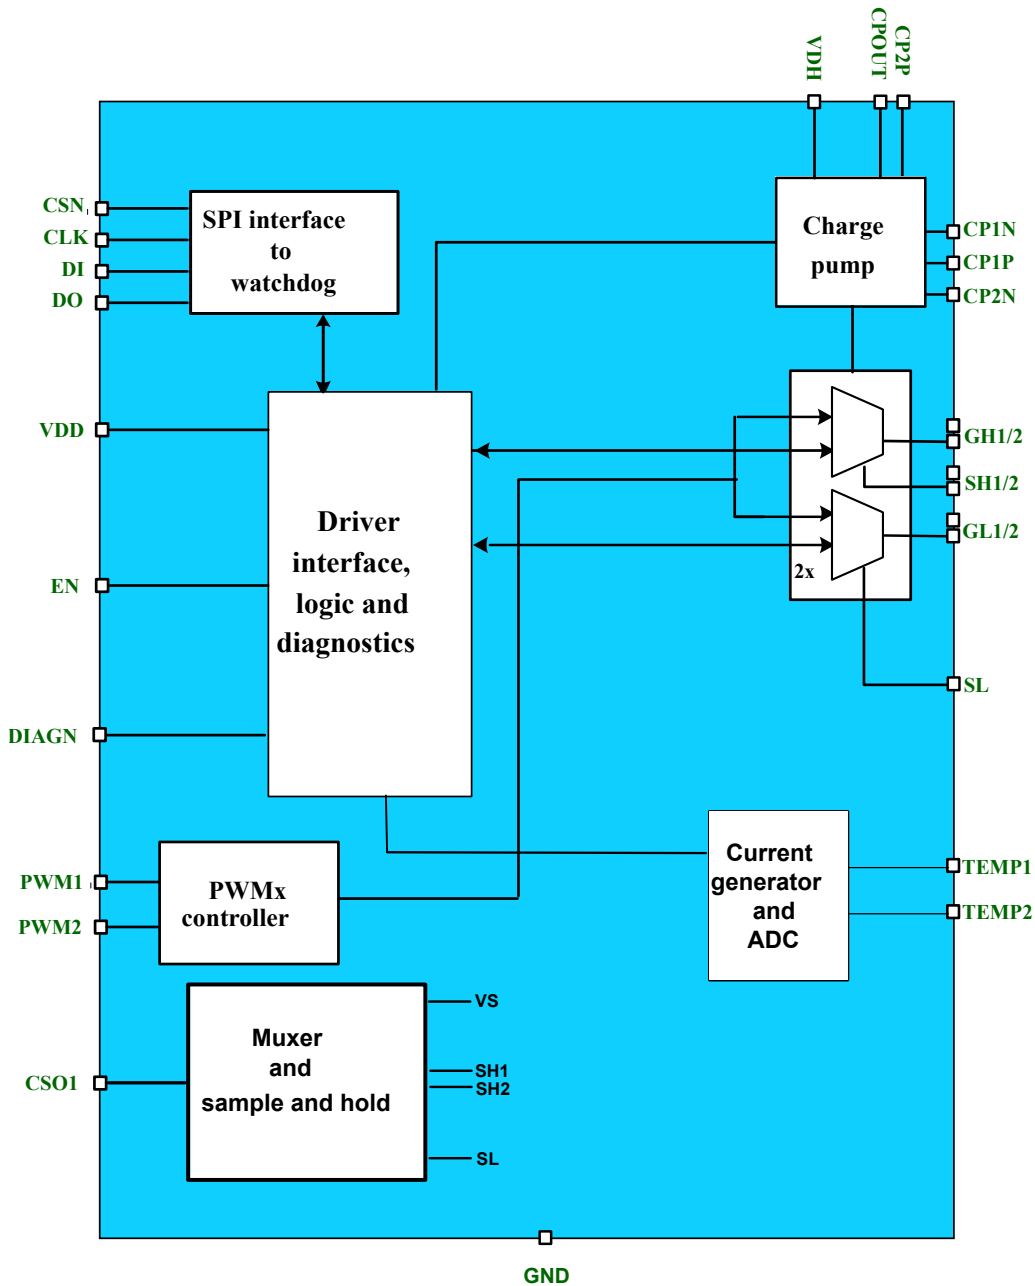 VDH
CPOUT
CP2P
CSN
CLK
DI
DO
SPI interface
to
watchdog
Charge
pump
CP1N
CP1P
CP2N
VDD
EN
DIAGN
Driver
interface,
logic and
diagnostics
2x
GH1/2
SH1/2
GL1/2
SL
PWM1
PWM2
PWMx
controller
Current
generator
and
ADC
TEMP1
TEMP2
CSO1
Muxer
and
sample and hold
VS
SH1
SH2
SL
GND